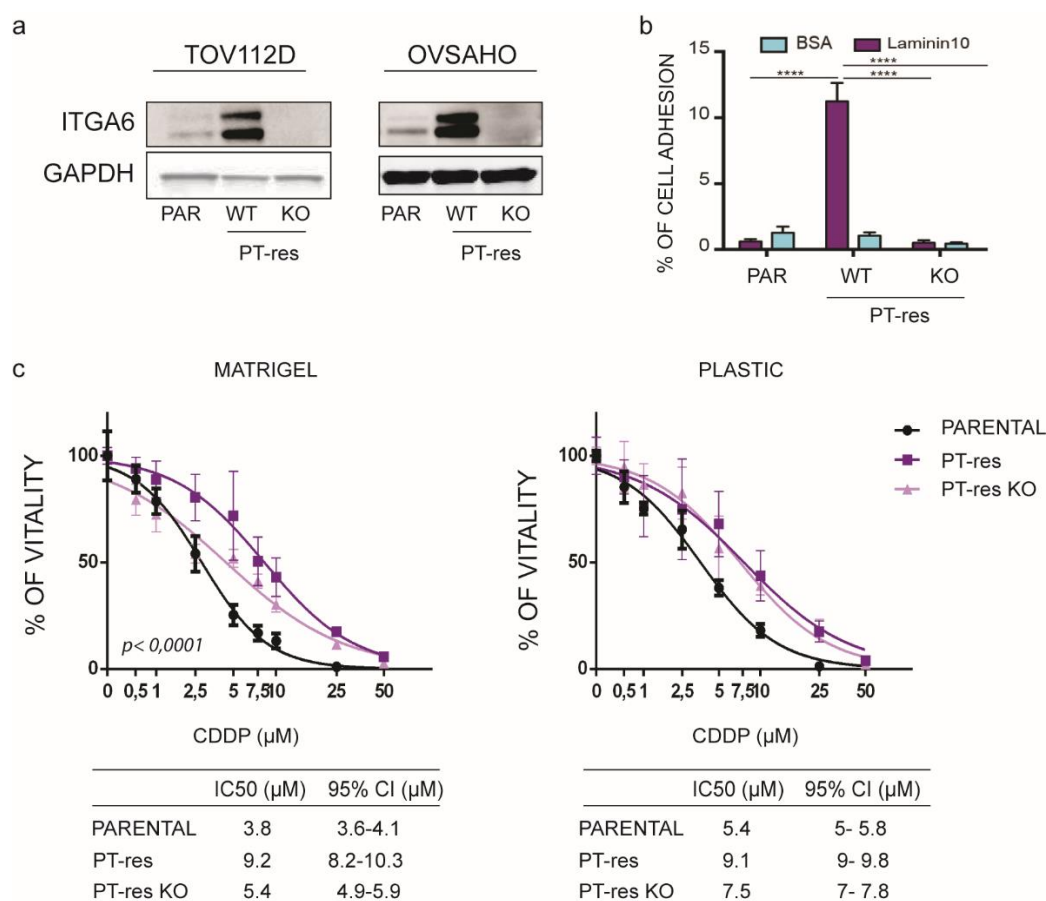 a
TOV112D OVSAHO
ITGA6
GAPDH
PAR WT KO PAR WT KO
PT-res PT-res
b
BSA Laminin10
****
**** ****
% OF CELL ADHESION
15
10
5
0
PAR WT KO
PT-res
c
MATRIGEL PLASTIC
PARENTAL
PT-res
PT-res KO
% OF VITALITY
100
50
0
p< 0,0001
0 0,5 1 2,5 5 7,5 10 25 50
CDDP (µM)
% OF VITALITY
100
50
0
0 0,5 1 2,5 5 7,5 10 25 50
CDDP (µM)
IC50 (µM) 95% CI (µM)
PARENTAL 3.8 3.6-4.1
PT-res 9.2 8.2-10.3
PT-res KO 5.4 4.9-5.9
IC50 (µM) 95% CI (µM)
PARENTAL 5.4 5- 5.8
PT-res 9.1 9- 9.8
PT-res KO 7.5 7- 7.8